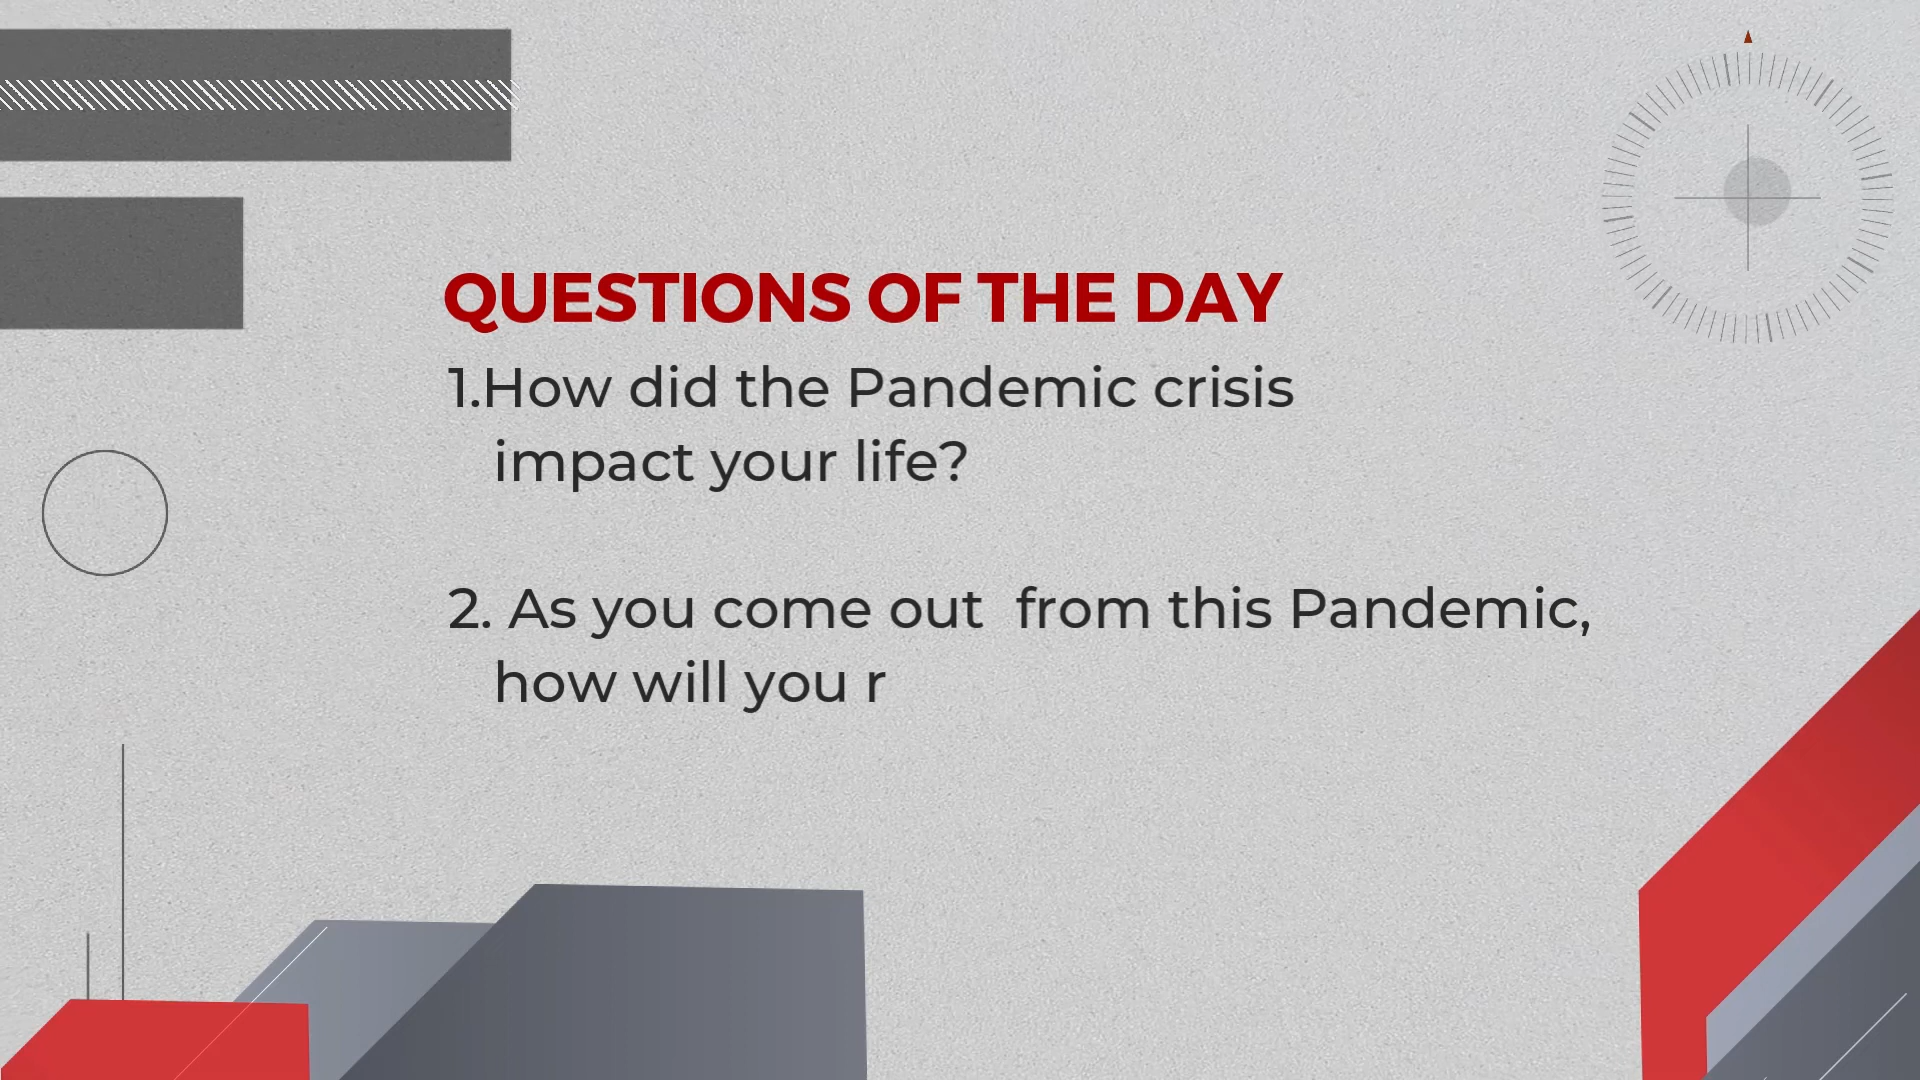 QUESTIONS OF THE DAY
1.How did the Pandemic crisis
impact your life?
2. As you come out  from this Pandemic,
how will you r